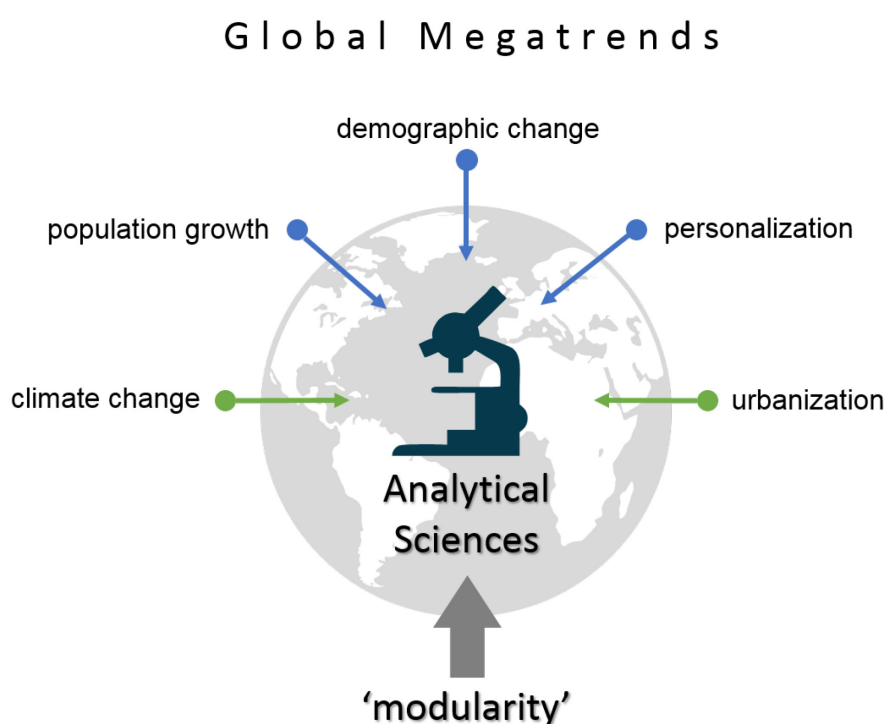 Global Megatrends
demographic change
population growth
personalization
climate change
urbanization
Analytical
Sciences
‘modularity’